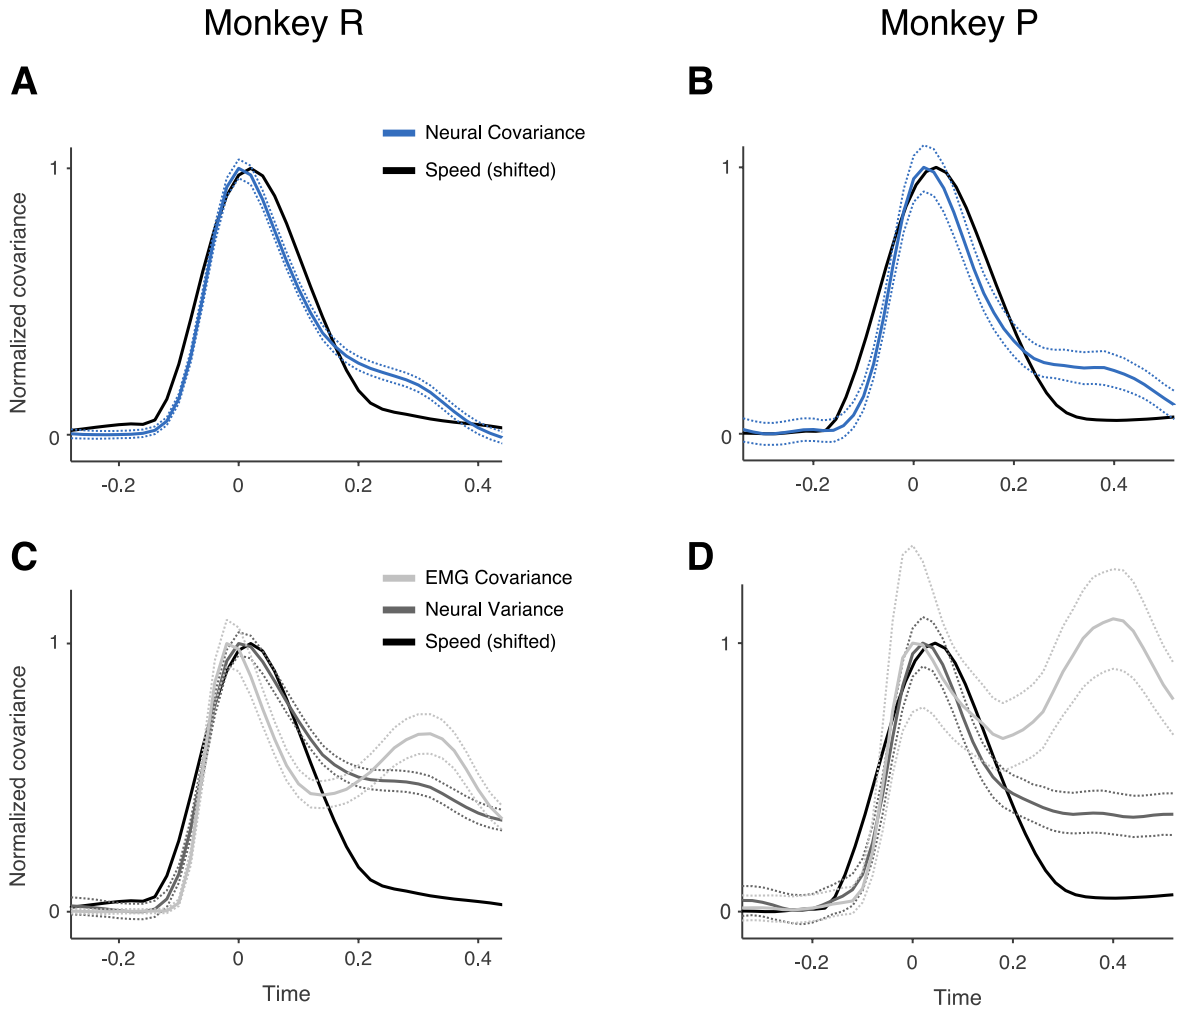 Monkey R
Monkey P
A
B
Neural Covariance
Speed (shifted)
Normalized covariance
1
0
-0.2 0 0.2 0.4
1
0
-0.2 0 0.2 0.4
C
D
EMG Covariance
Neural Variance
Speed (shifted)
Normalized covariance
1
0
-0.2 0 0.2 0.4
Time
1
0
-0.2 0 0.2 0.4
Time